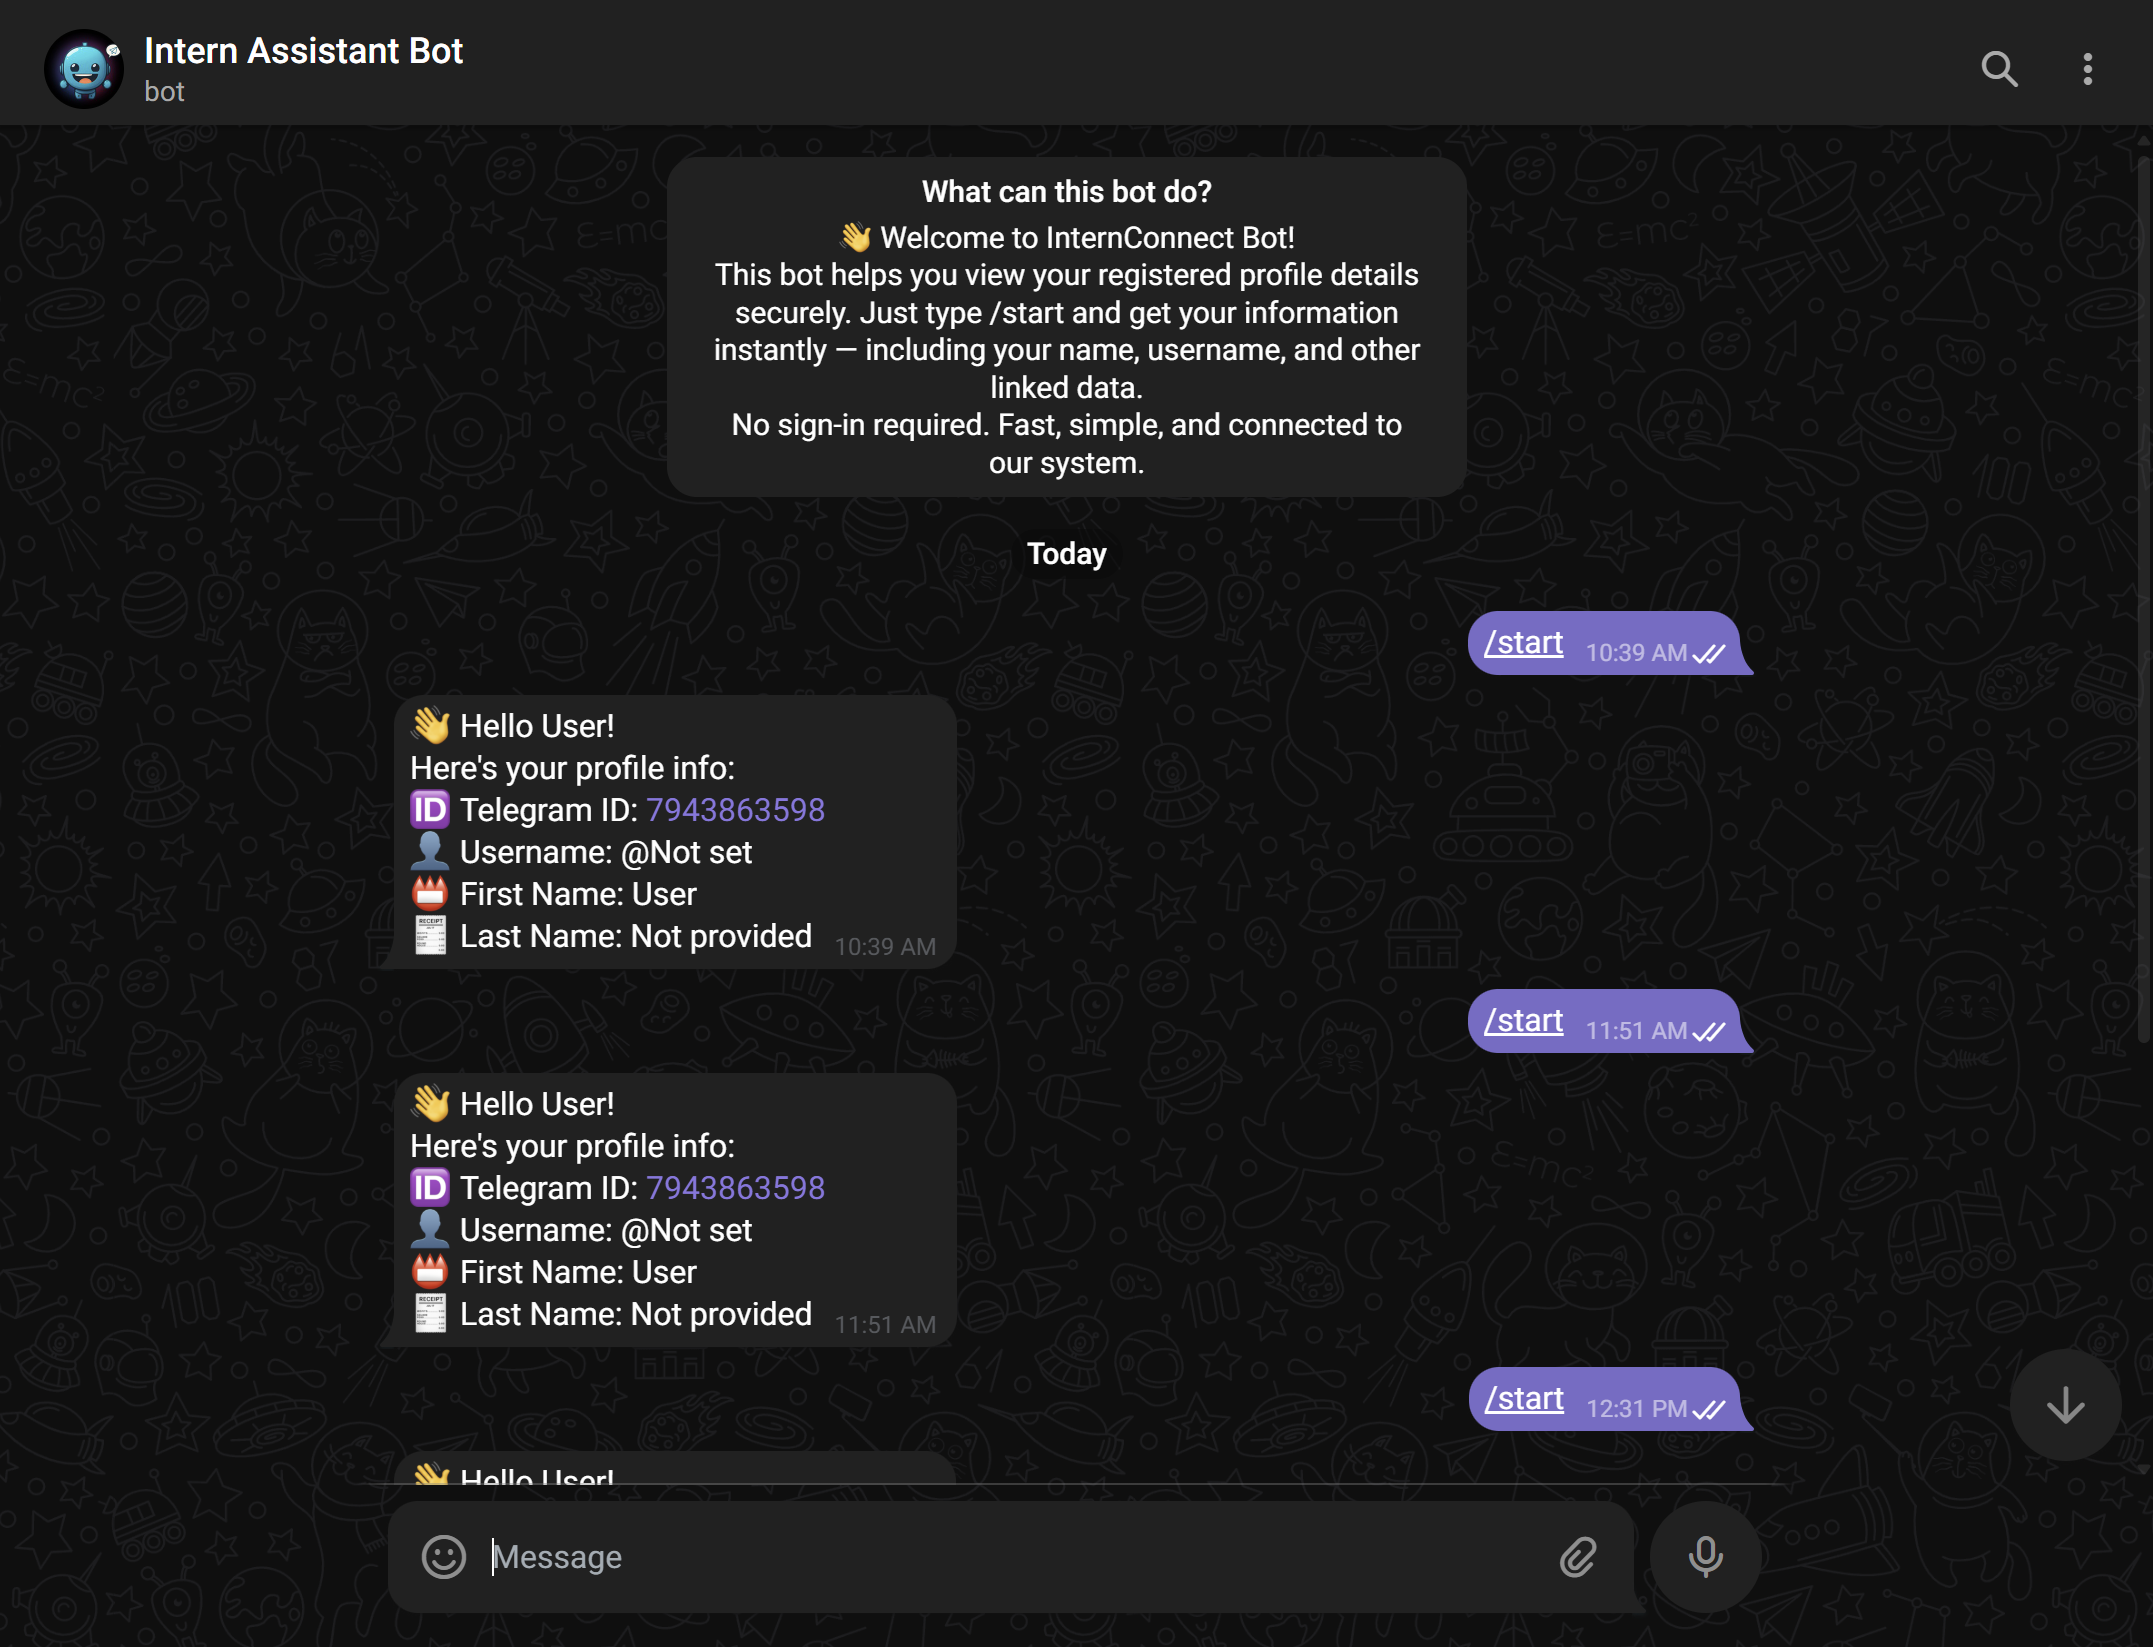 Intern Assistant Bot
bot
What can this bot do?
👋 Welcome to InternConnect Bot!
This bot helps you view your registered profile details
securely. Just type /start and get your information
instantly — including your name, username, and other
linked data.
No sign-in required. Fast, simple, and connected to
our system.
Today
/start 10:39 AM
👋 Hello User!
Here's your profile info:
🆔 Telegram ID: 7943863598
👤 Username: @Not set
📛 First Name: User
🧾 Last Name: Not provided 10:39 AM
/start 11:51 AM
👋 Hello User!
Here's your profile info:
🆔 Telegram ID: 7943863598
👤 Username: @Not set
📛 First Name: User
🧾 Last Name: Not provided 11:51 AM
/start 12:31 PM
👋 Hello User!
Message